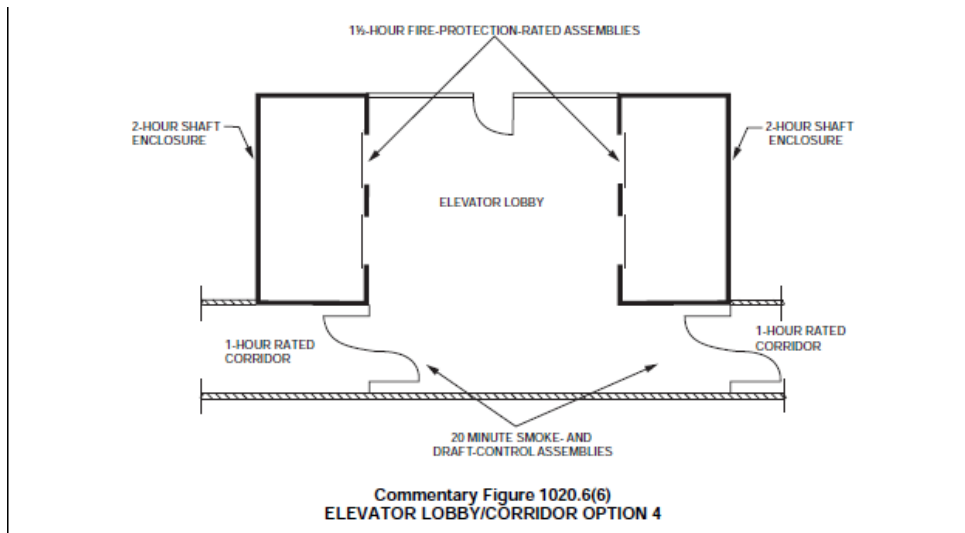 1½-HOUR FIRE-PROTECTION-RATED ASSEMBLIES
2-HOUR SHAFT
ENCLOSURE
2-HOUR SHAFT
ENCLOSURE
ELEVATOR LOBBY
1-HOUR RATED
CORRIDOR
1-HOUR RATED
CORRIDOR
20 MINUTE SMOKE- AND
DRAFT-CONTROL ASSEMBLIES
Commentary Figure 1020.6(6)
ELEVATOR LOBBY/CORRIDOR OPTION 4